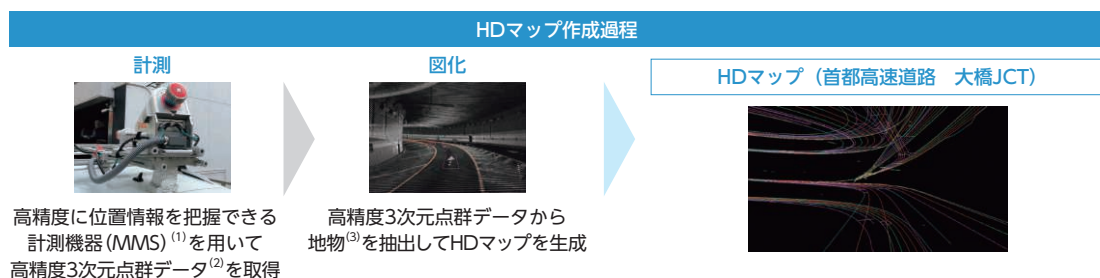 HDマップ作成過程
計測
高精度に位置情報を把握できる
計測機器(MMS)(1)を用いて
高精度3次元点群データ(2)を取得
図化
高精度3次元点群データから
地物(3)を抽出してHDマップを生成
HDマップ（首都高速道路　大橋JCT）